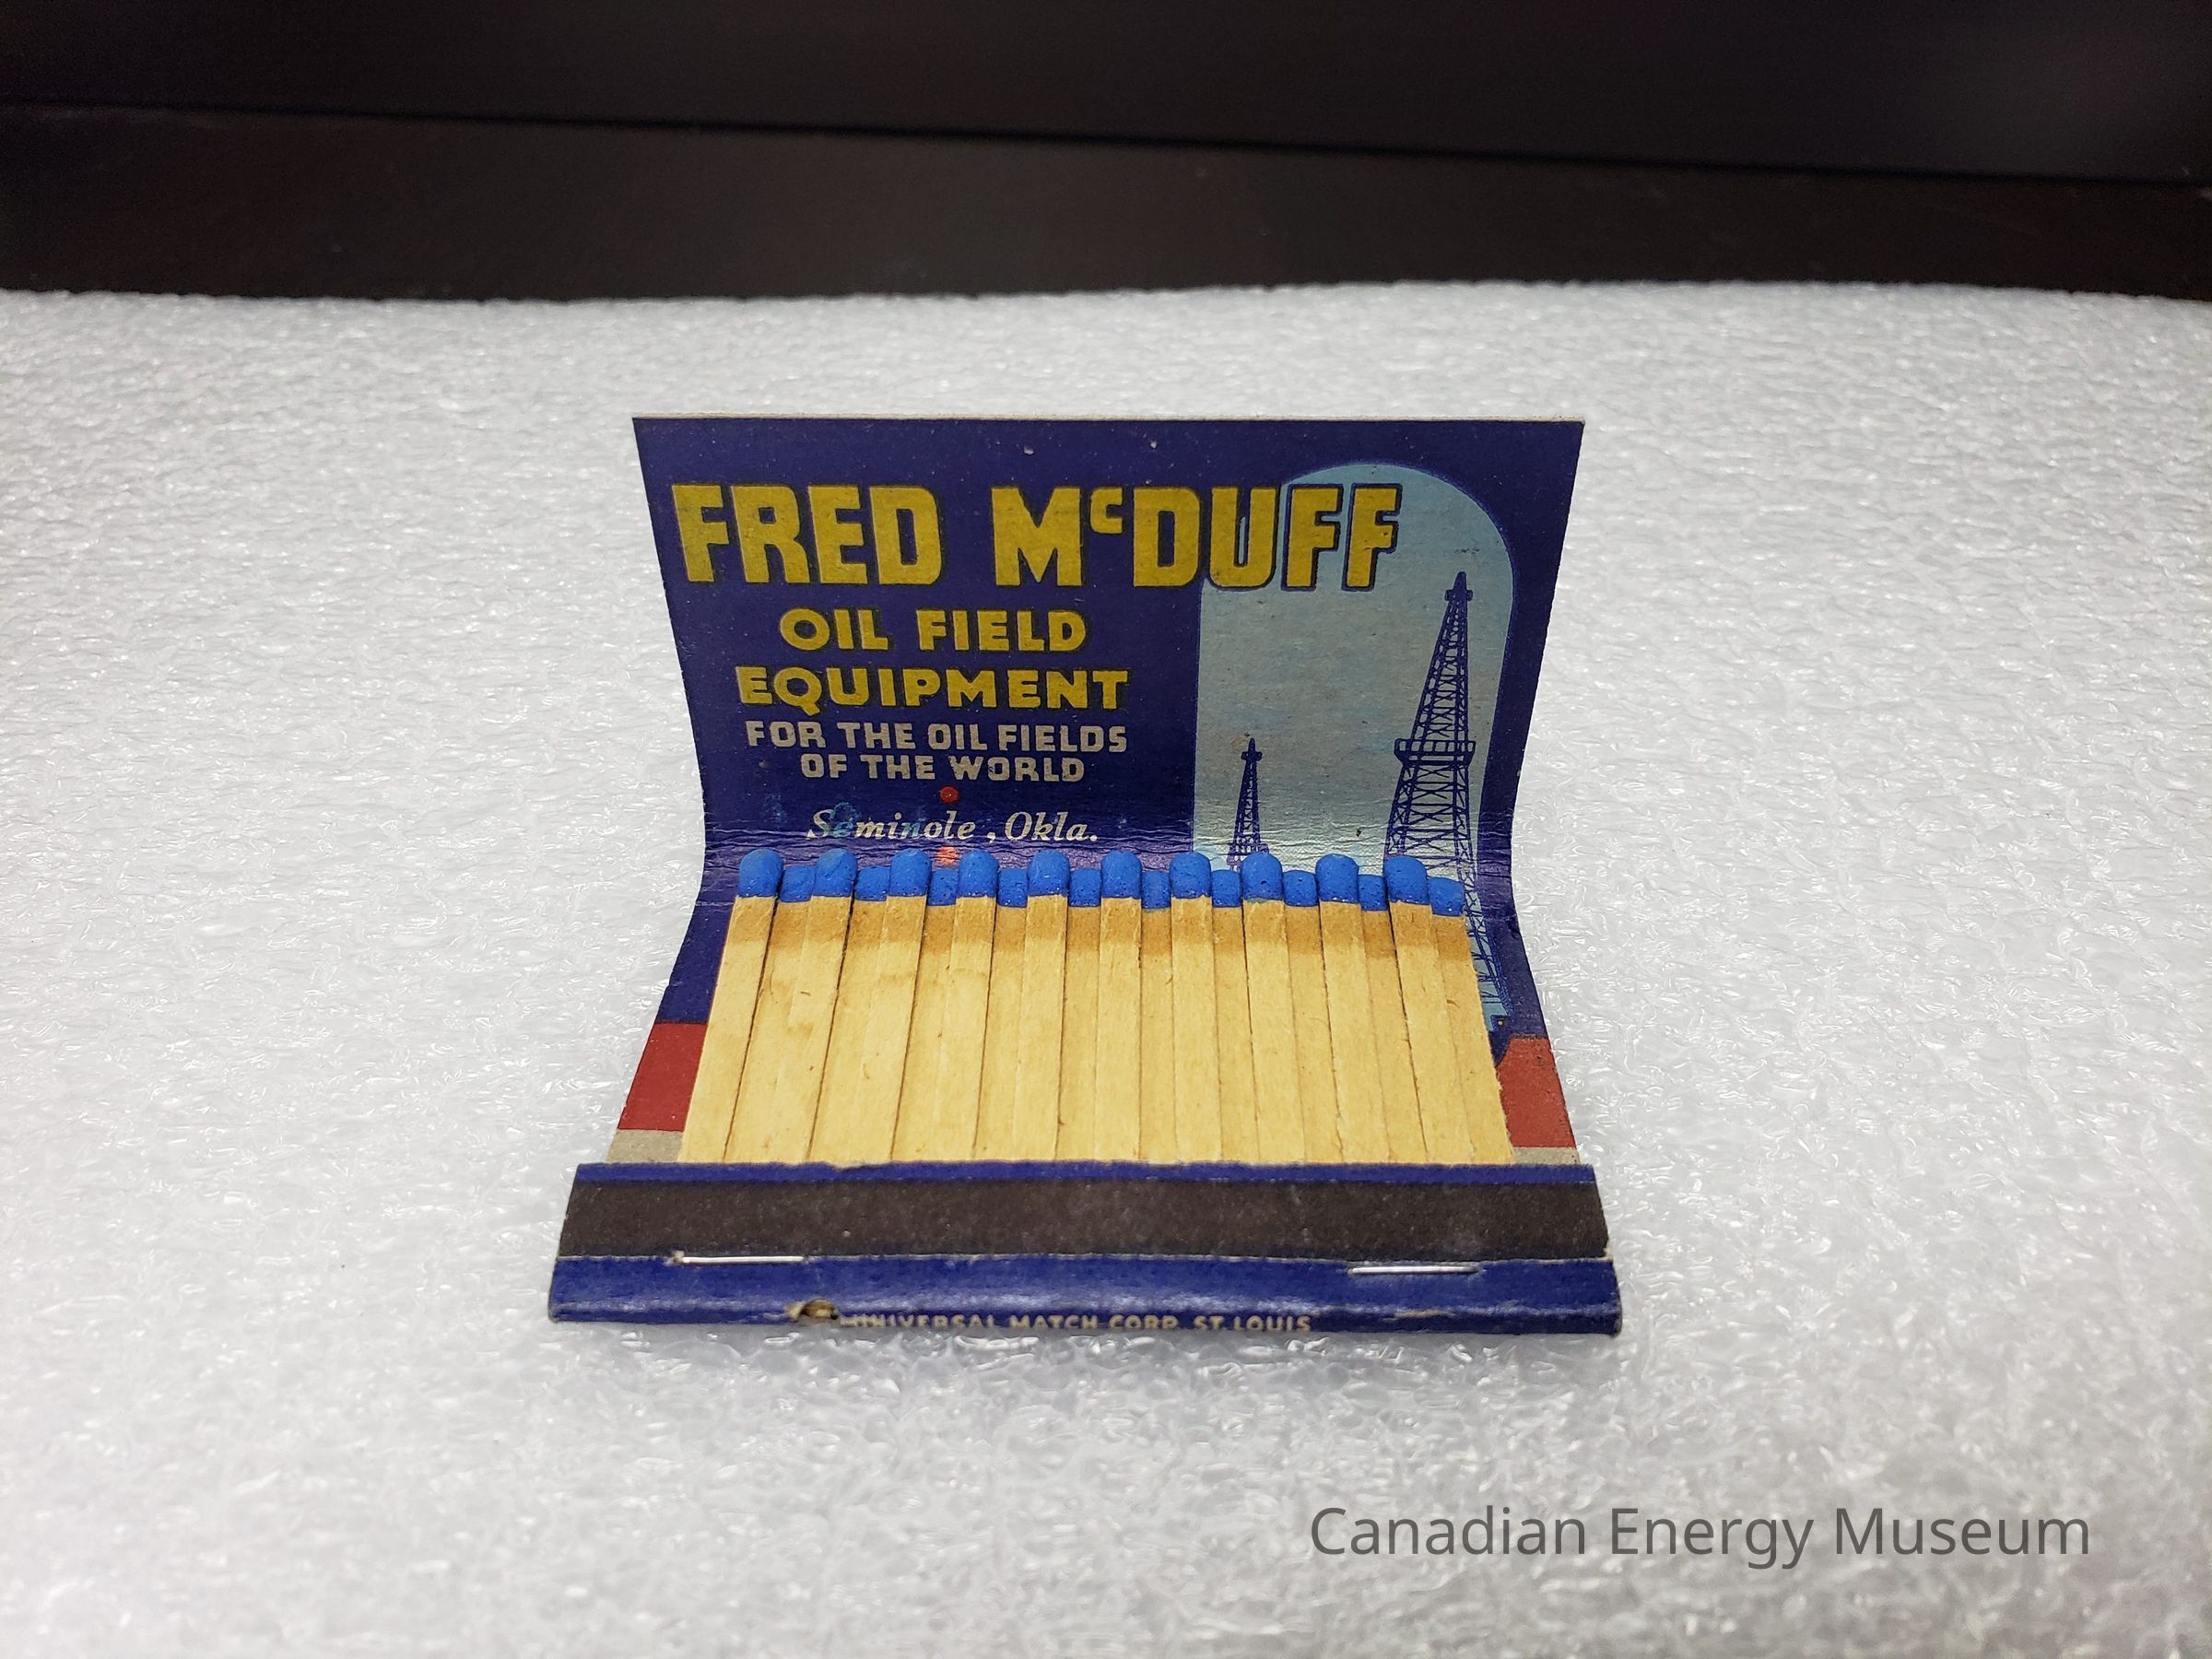 FRED McDUFF
OIL FIELD
EQUIPMENT
FOR THE OIL FIELDS
OF THE WORLD
Seminole, Okla.
UNIVERSAL MATCH CORP. ST. LOUIS
Canadian Energy Museum